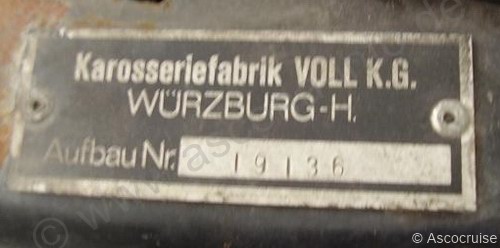 Karosseriefabrik VOLL K.G.
WÜRZBURG-H.
Aufbau Nr. 19136
© Ascocruise